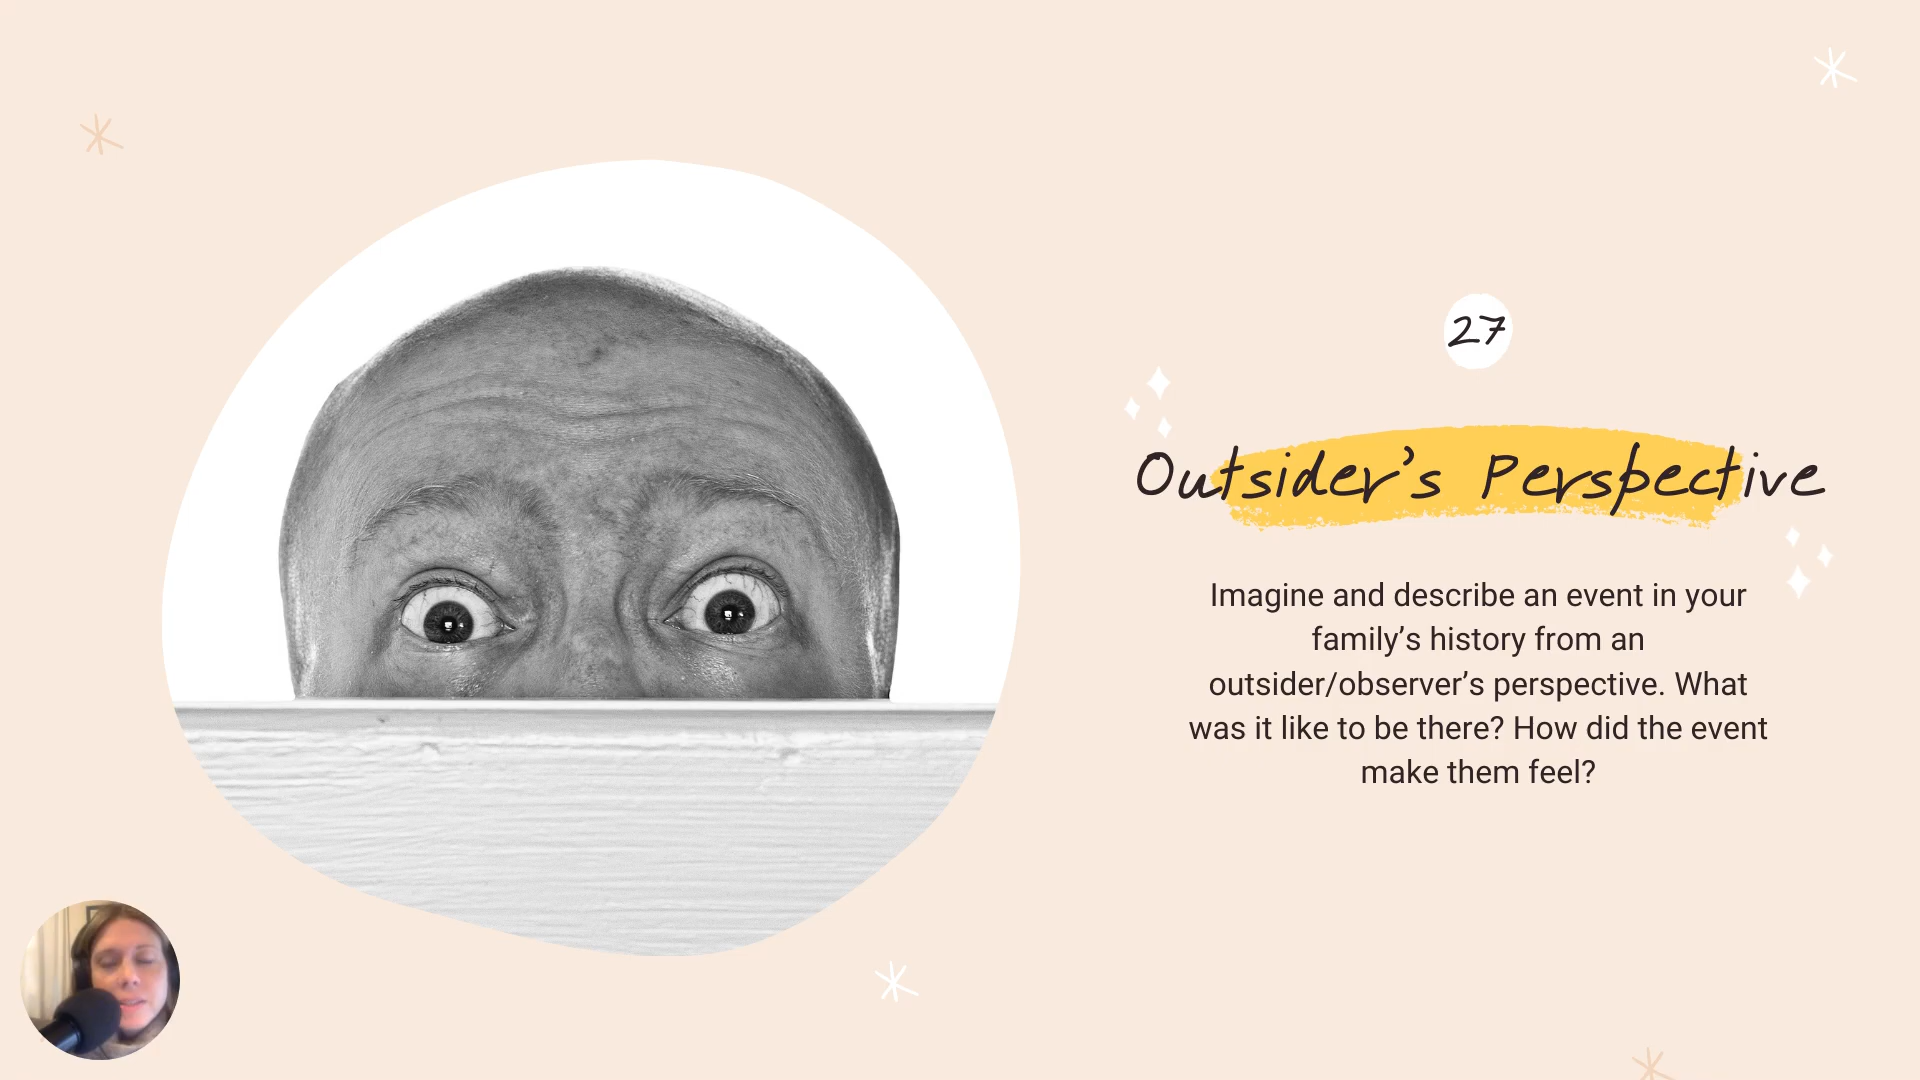 27
Outsider’s Perspective
Imagine and describe an event in your
family’s history from an
outsider/observer’s perspective. What
was it like to be there? How did the event
make them feel?